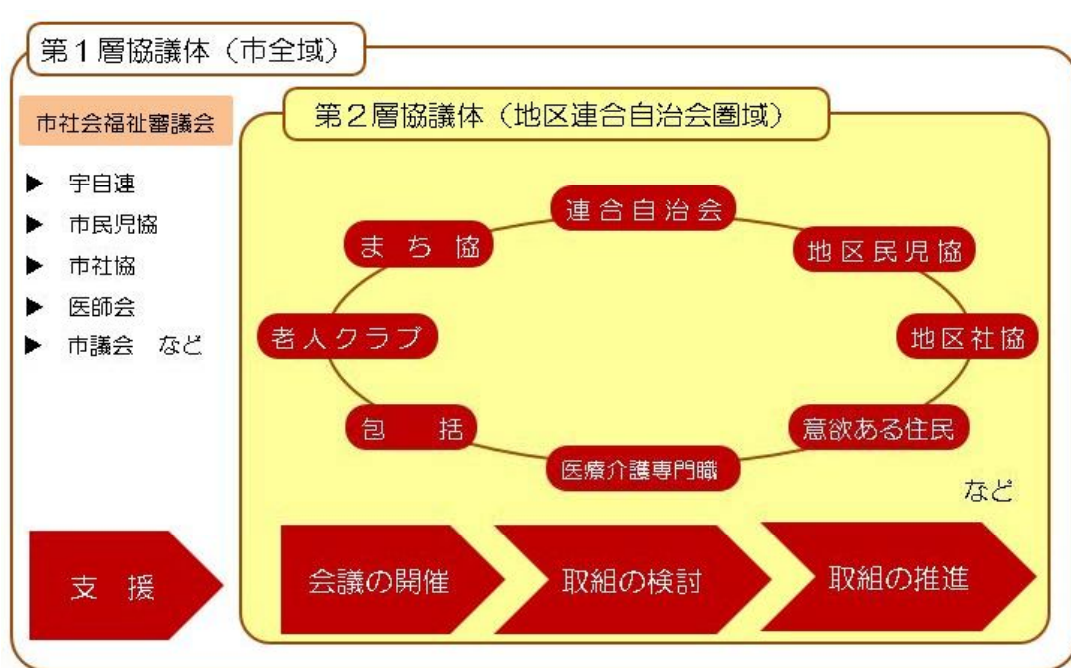 第１層協議体（市全域）
市社会福祉審議会
▶ 宇自連
▶ 市民児協
▶ 市社協
▶ 医師会
▶ 市議会　など
支　援
第２層協議体（地区連合自治会圏域）
連合自治会
まち協
地区民児協
老人クラブ
地区社協
包　括
意欲ある住民
医療介護専門職
など
会議の開催
取組の検討
取組の推進